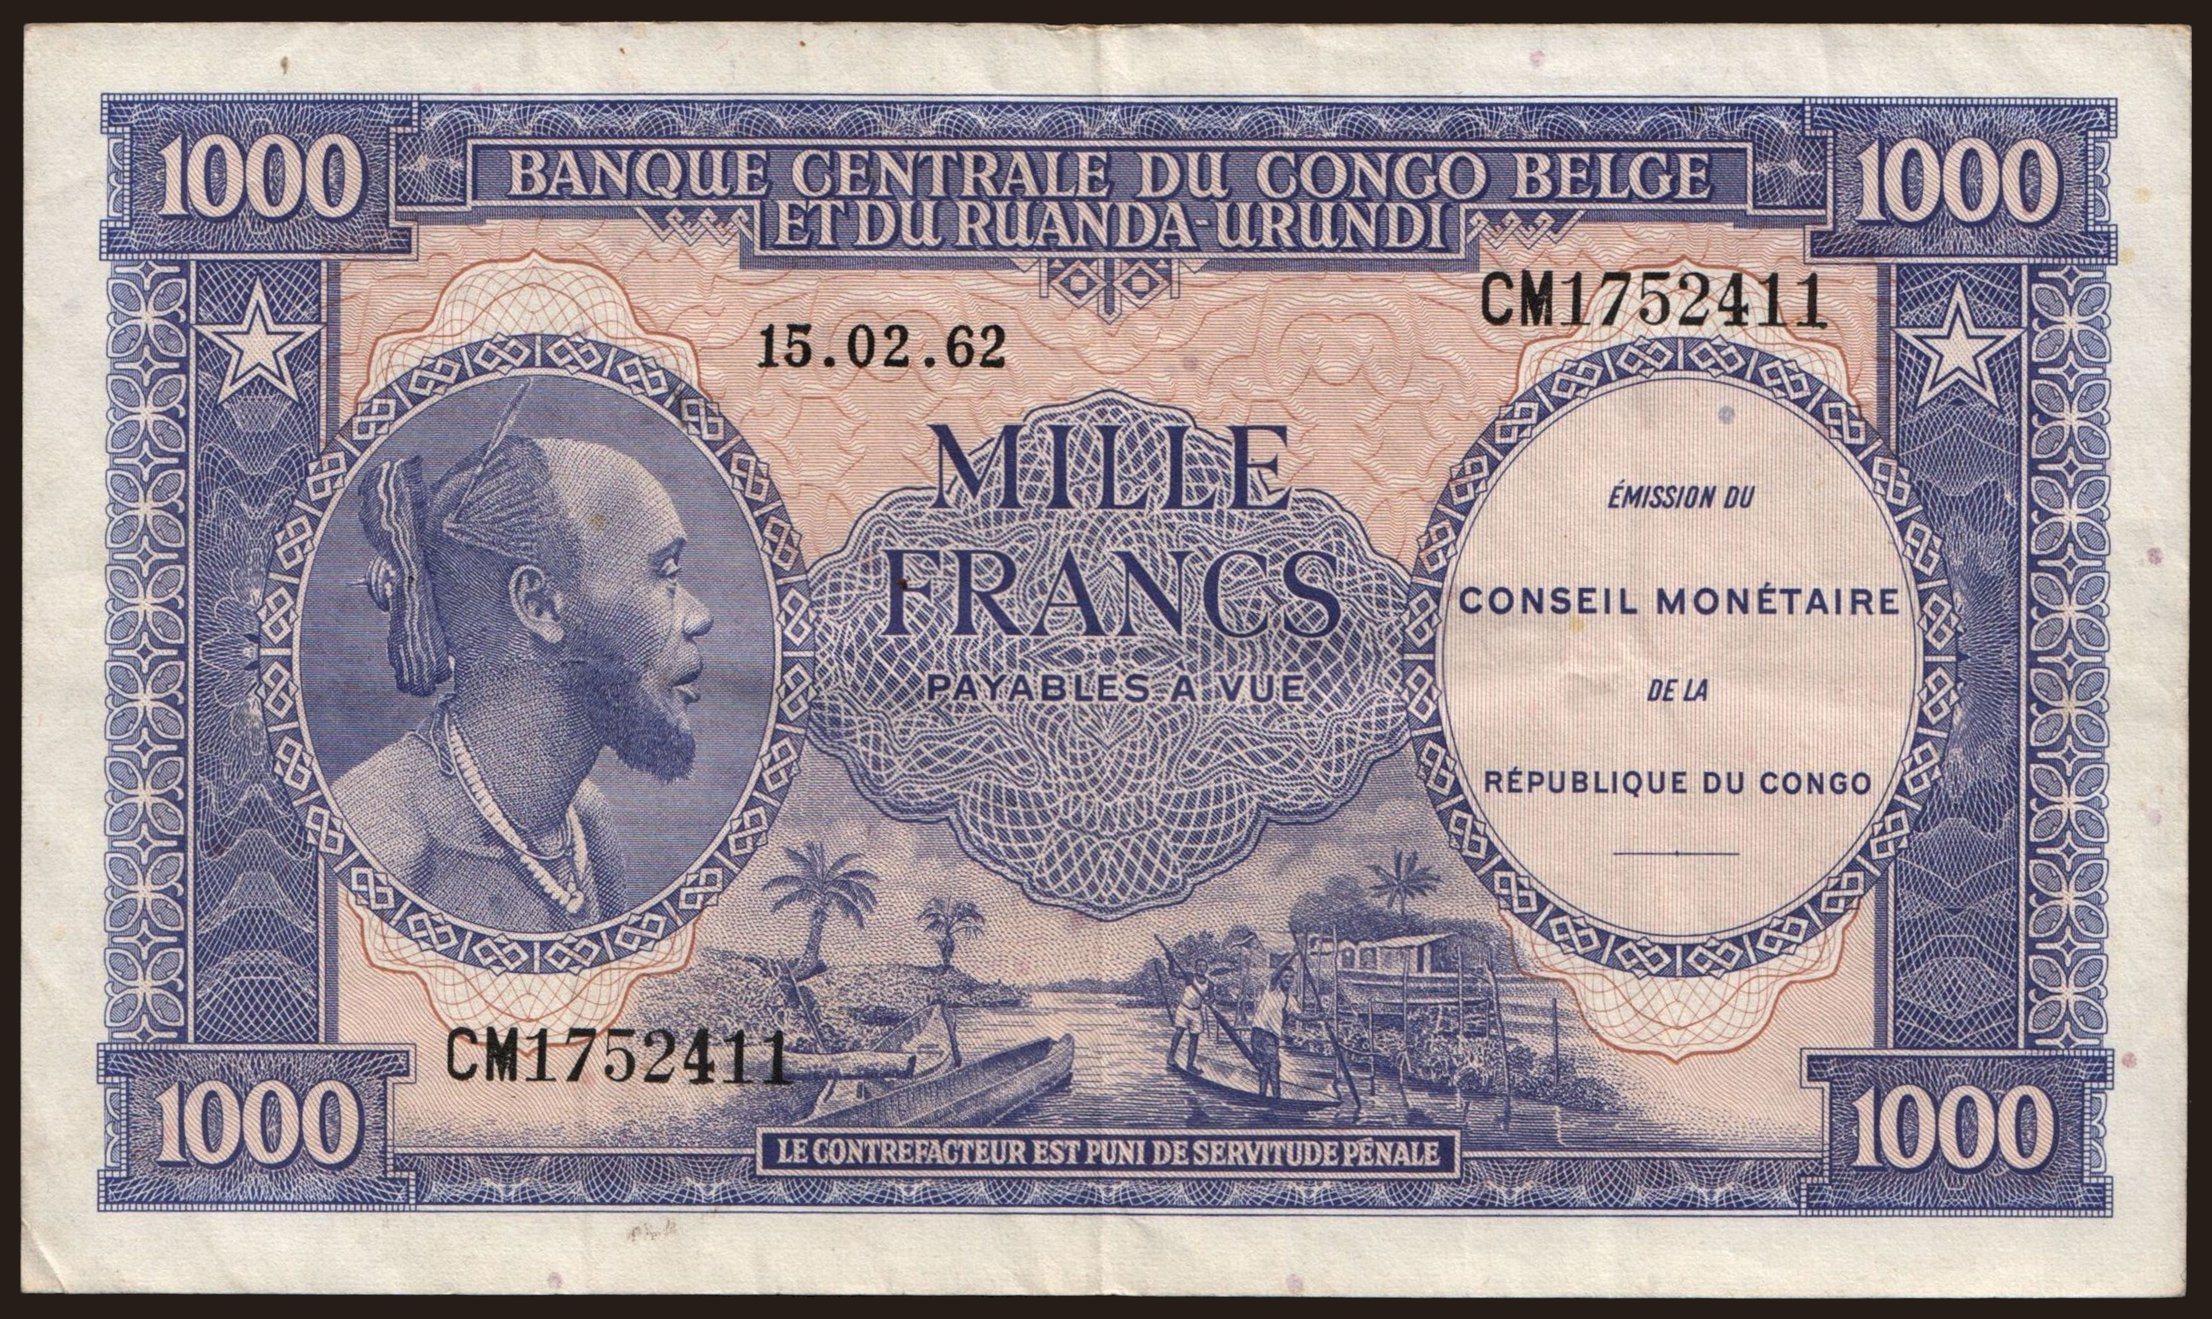 1000
1000
BANQUE CENTRALE DU CONGO BELGE
ET DU RUANDA-URUNDI
CM1752411
15.02.62
MILLE
FRANCS
PAYABLES A VUE
ÉMISSION DU
CONSEIL MONÉTAIRE
DE LA
RÉPUBLIQUE DU CONGO
CM1752411
1000
1000
LE CONTREFACTEUR EST PUNI DE SERVITUDE PÉNALE